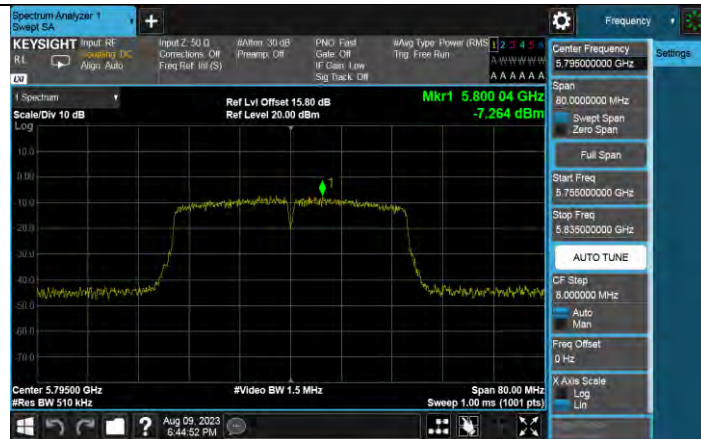 Spectrum Analyzer 1
Swept SA
+
Frequency
KEYSIGHT
Input: RF
Coupling: DC
Align: Auto
RL
LXI
Input Z: 50 Ω
Corrections: Off
Freq Ref: Int (S)
#Atten: 30 dB
Preamp: Off
PNO: Fast
Gate: Off
IF Gain: Low
Sig Track: Off
#Avg Type: Power (RMS
Trig: Free Run
1 2 3 4 5 6
A W W W W W
A A A A A A
1 Spectrum
Scale/Div 10 dB
Ref Lvl Offset 15.80 dB
Ref Level 20.00 dBm
Mkr1 5.800 04 GHz
-7.264 dBm
Log
10.0
0.00
-10.0
-20.0
-30.0
-40.0
-50.0
-60.0
-70.0
1
Center 5.79500 GHz
#Res BW 510 kHz
#Video BW 1.5 MHz
Span 80.00 MHz
Sweep 1.00 ms (1001 pts)
Center Frequency
5.795000000 GHz
Settings
Span
80.0000000 MHz
Swept Span
Zero Span
Full Span
Start Freq
5.755000000 GHz
Stop Freq
5.835000000 GHz
AUTO TUNE
CF Step
8.000000 MHz
Auto
Man
Freq Offset
0 Hz
X Axis Scale
Log
Lin
?
Aug 09, 2023
6:44:52 PM